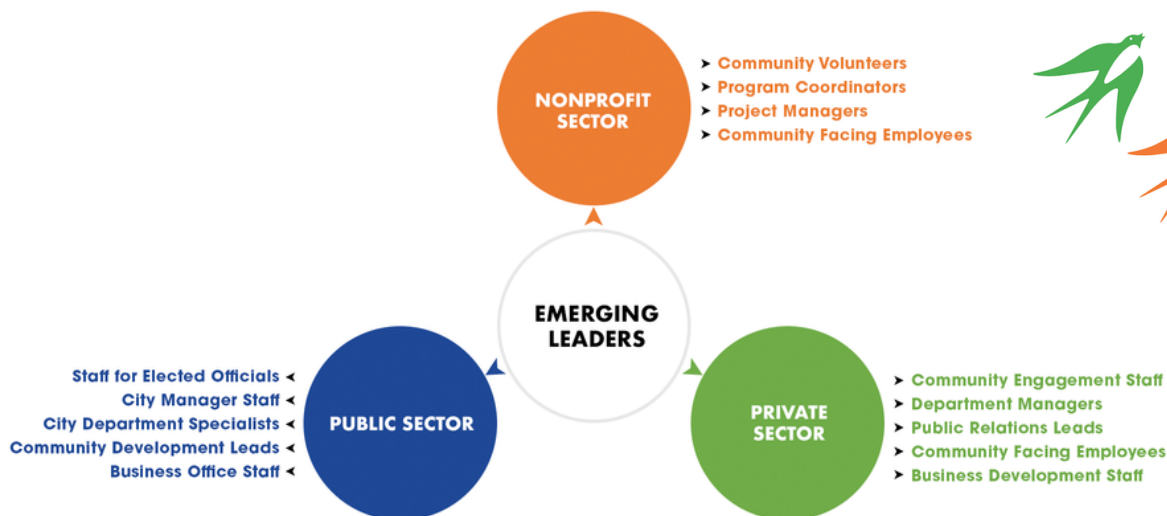 NONPROFIT
SECTOR
Community Volunteers
Program Coordinators
Project Managers
Community Facing Employees
EMERGING
LEADERS
PUBLIC SECTOR
Staff for Elected Officials
City Manager Staff
City Department Specialists
Community Development Leads
Business Office Staff
PRIVATE
SECTOR
Community Engagement Staff
Department Managers
Public Relations Leads
Community Facing Employees
Business Development Staff